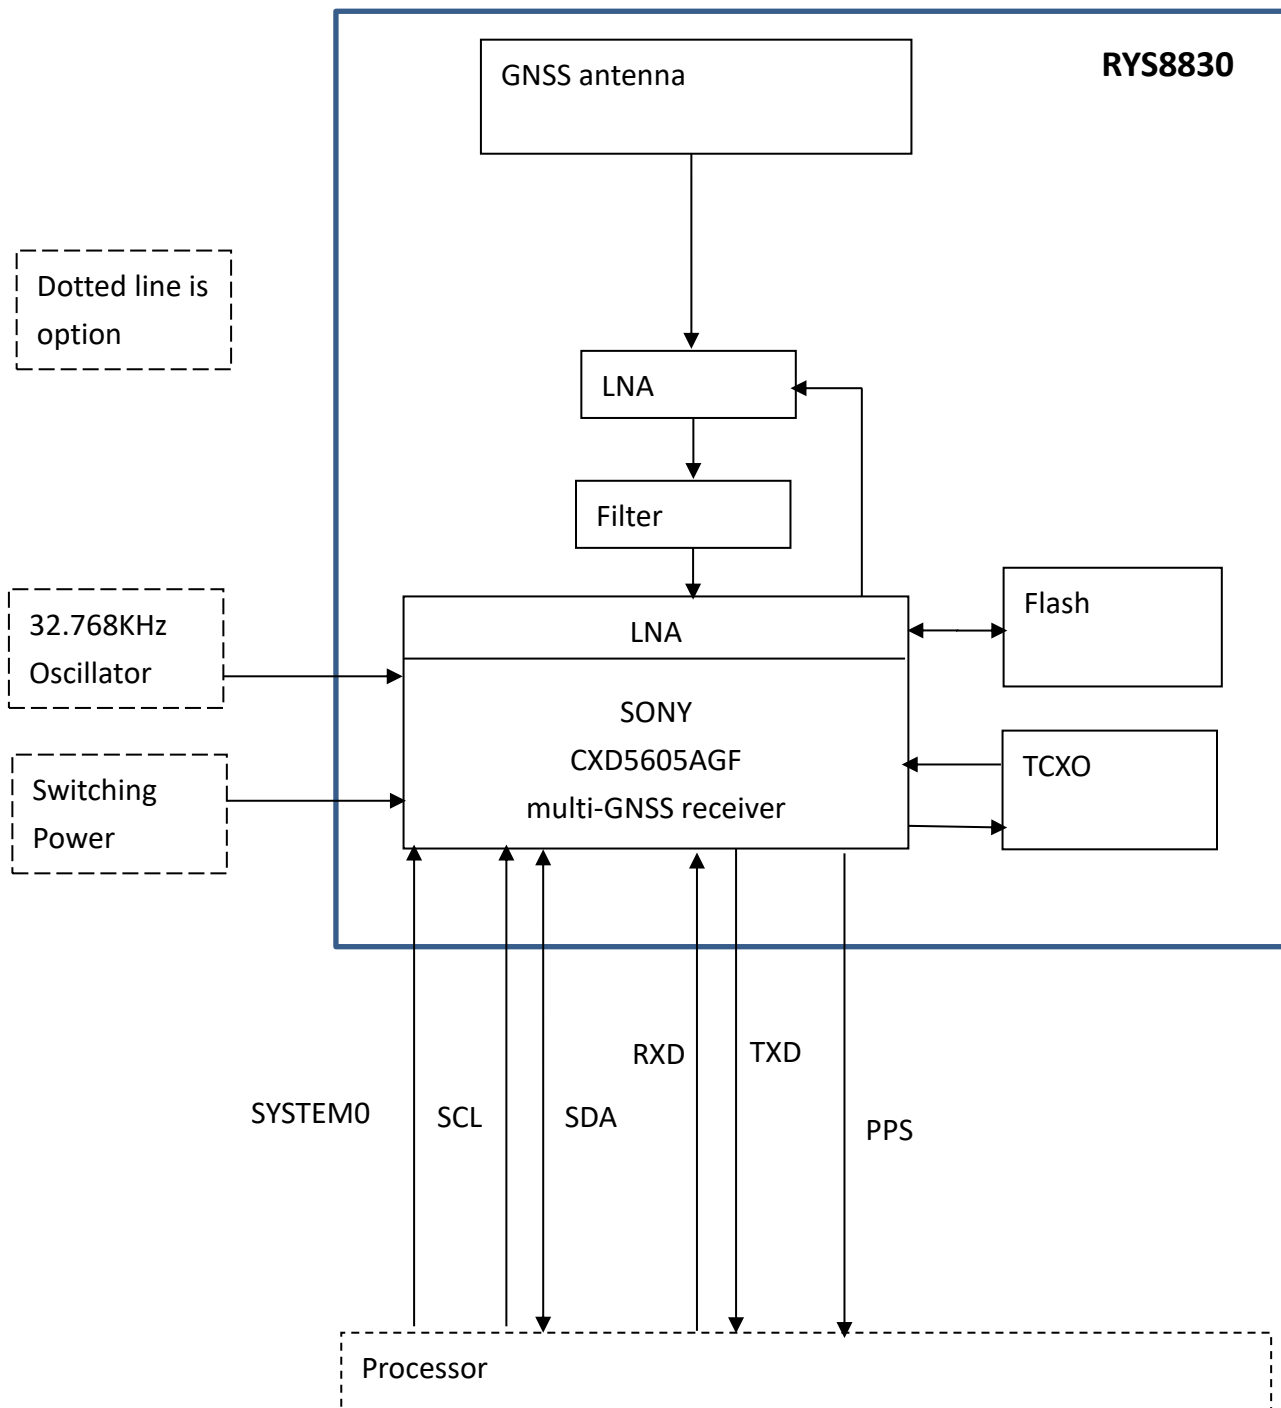 RYS8830
GNSS antenna
Dotted line is
option
LNA
Filter
32.768KHz
Oscillator
LNA
Flash
SONY
CXD5605AGF
multi-GNSS receiver
TCXO
Switching
Power
RXD
TXD
SYSTEM0
SCL
SDA
PPS
Processor